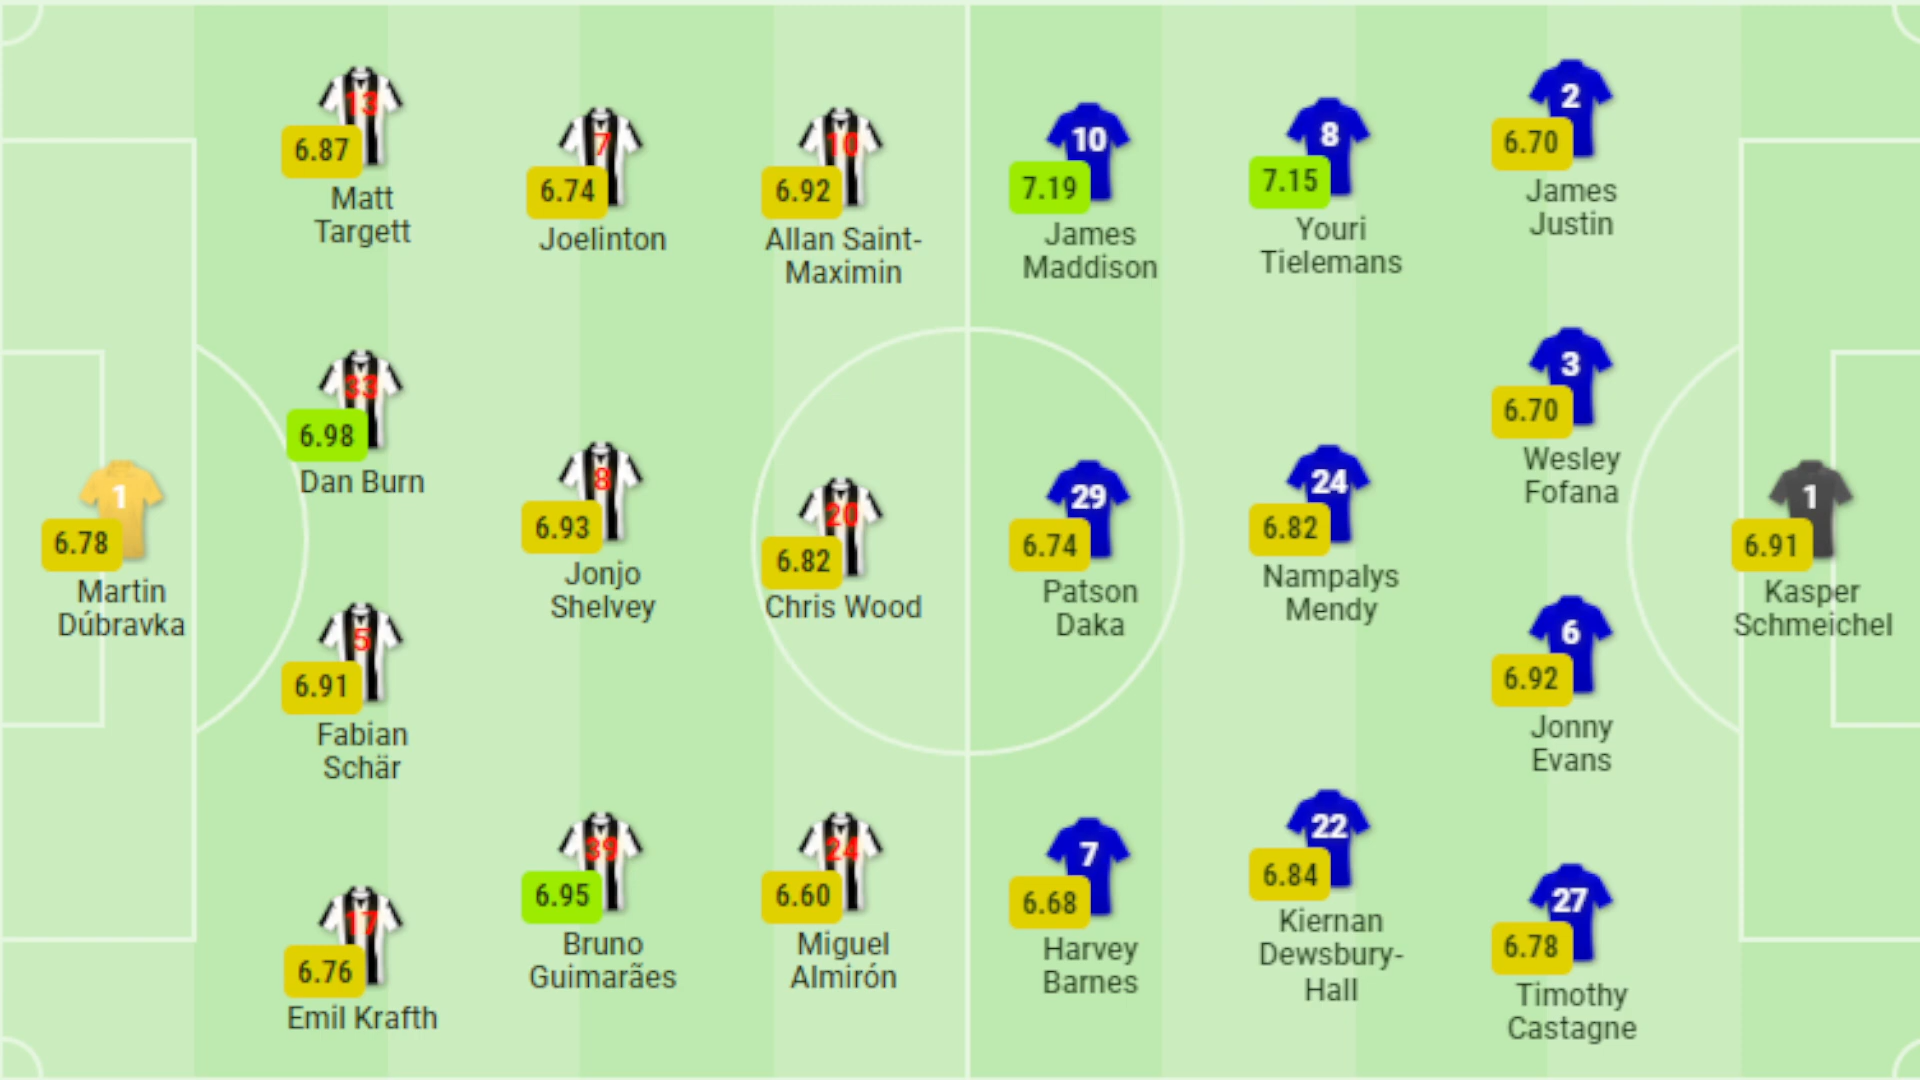 13
6.87
Matt
Targett
33
6.98
Dan Burn
5
6.91
Fabian
Schär
17
6.76
Emil Krafth
1
6.78
Martin
Dúbravka
7
6.74
Joelinton
8
6.93
Jonjo
Shelvey
39
6.95
Bruno
Guimarães
10
6.92
Allan Saint-
Maximin
20
6.82
Chris Wood
24
6.60
Miguel
Almirón
10
7.19
James
Maddison
29
6.74
Patson
Daka
7
6.68
Harvey
Barnes
8
7.15
Youri
Tielemans
24
6.82
Nampalys
Mendy
22
6.84
Kiernan
Dewsbury-
Hall
2
6.70
James
Justin
3
6.70
Wesley
Fofana
6
6.92
Jonny
Evans
27
6.78
Timothy
Castagne
1
6.91
Kasper
Schmeichel